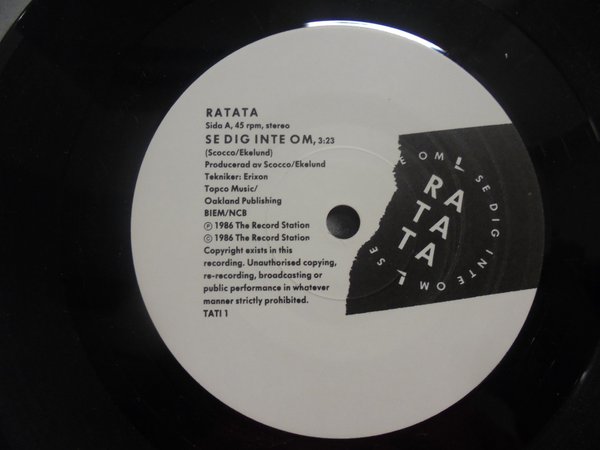 RATATA
Sida A, 45 rpm, stereo
SE DIG INTE OM, 3:23
(Scocco/Ekelund)
Producerad av Scocco/Ekelund
Tekniker: Erixon
Topco Music/
Oakland Publishing
BIEM/NCB
Ⓟ 1986 The Record Station
© 1986 The Record Station
Copyright exists in this
recording. Unauthorised copying,
re-recording, broadcasting or
public performance in whatever
manner strictly prohibited.
TATI 1
RA
TA
TA
SE DIG INTE OM
SE
OM